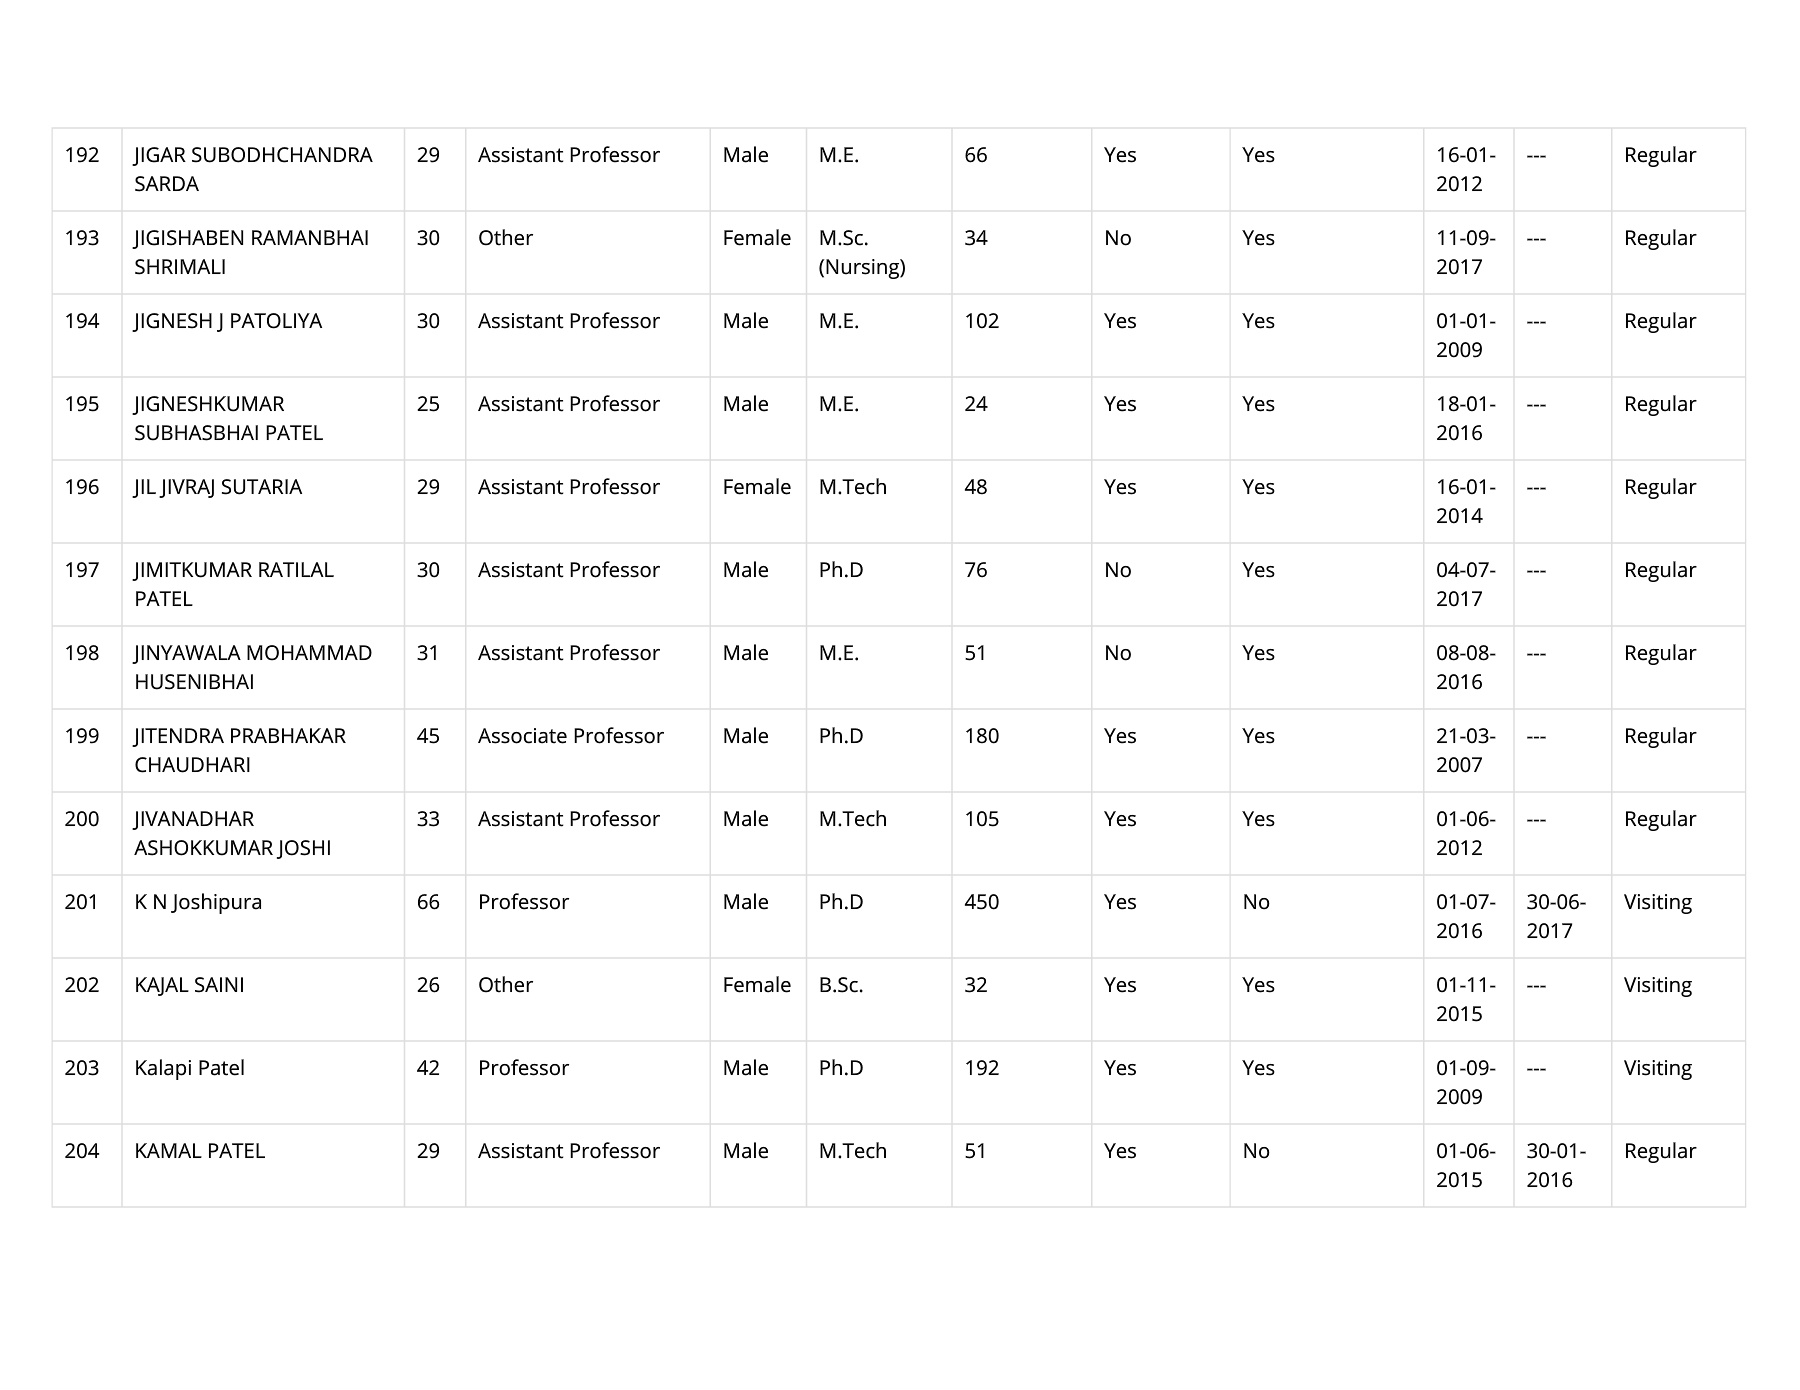 192 JIGAR SUBODHCHANDRA 29 Assistant Professor Male M.E. 66 Yes Yes 16-01- --- Regular
SARDA 2012
193 JIGISHABEN RAMANBHAI 30 Other Female M.Sc. 34 No Yes 11-09- --- Regular
SHRIMALI (Nursing) 2017
194 JIGNESH J PATOLIYA 30 Assistant Professor Male M.E. 102 Yes Yes 01-01- --- Regular
2009
195 JIGNESHKUMAR 25 Assistant Professor Male M.E. 24 Yes Yes 18-01- --- Regular
SUBHASBHAI PATEL 2016
196 JIL JIVRAJ SUTARIA 29 Assistant Professor Female M.Tech 48 Yes Yes 16-01- --- Regular
2014
197 JIMITKUMAR RATILAL 30 Assistant Professor Male Ph.D 76 No Yes 04-07- --- Regular
PATEL 2017
198 JINYAWALA MOHAMMAD 31 Assistant Professor Male M.E. 51 No Yes 08-08- --- Regular
HUSENIBHAI 2016
199 JITENDRA PRABHAKAR 45 Associate Professor Male Ph.D 180 Yes Yes 21-03- --- Regular
CHAUDHARI 2007
200 JIVANADHAR 33 Assistant Professor Male M.Tech 105 Yes Yes 01-06- --- Regular
ASHOKKUMAR JOSHI 2012
201 K N Joshipura 66 Professor Male Ph.D 450 Yes No 01-07- 30-06- Visiting
2016 2017
202 KAJAL SAINI 26 Other Female B.Sc. 32 Yes Yes 01-11- --- Visiting
2015
203 Kalapi Patel 42 Professor Male Ph.D 192 Yes Yes 01-09- --- Visiting
2009
204 KAMAL PATEL 29 Assistant Professor Male M.Tech 51 Yes No 01-06- 30-01- Regular
2015 2016